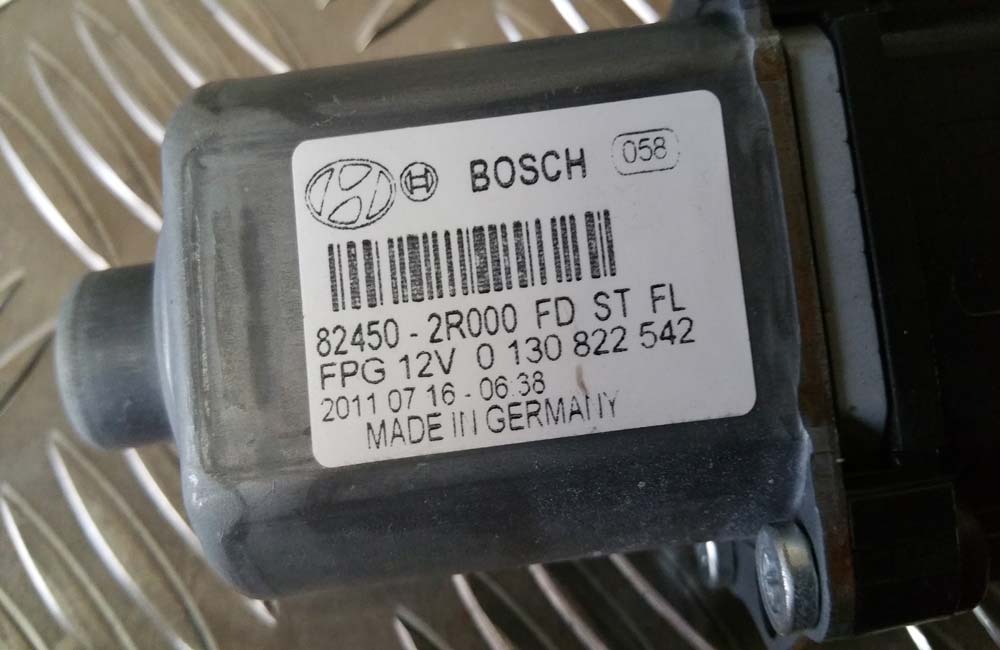 BOSCH 058
82450 - 2R000 FD ST FL
FPG 12V 0 130 822 542
2011 07 16 - 06:38
MADE IN GERMANY